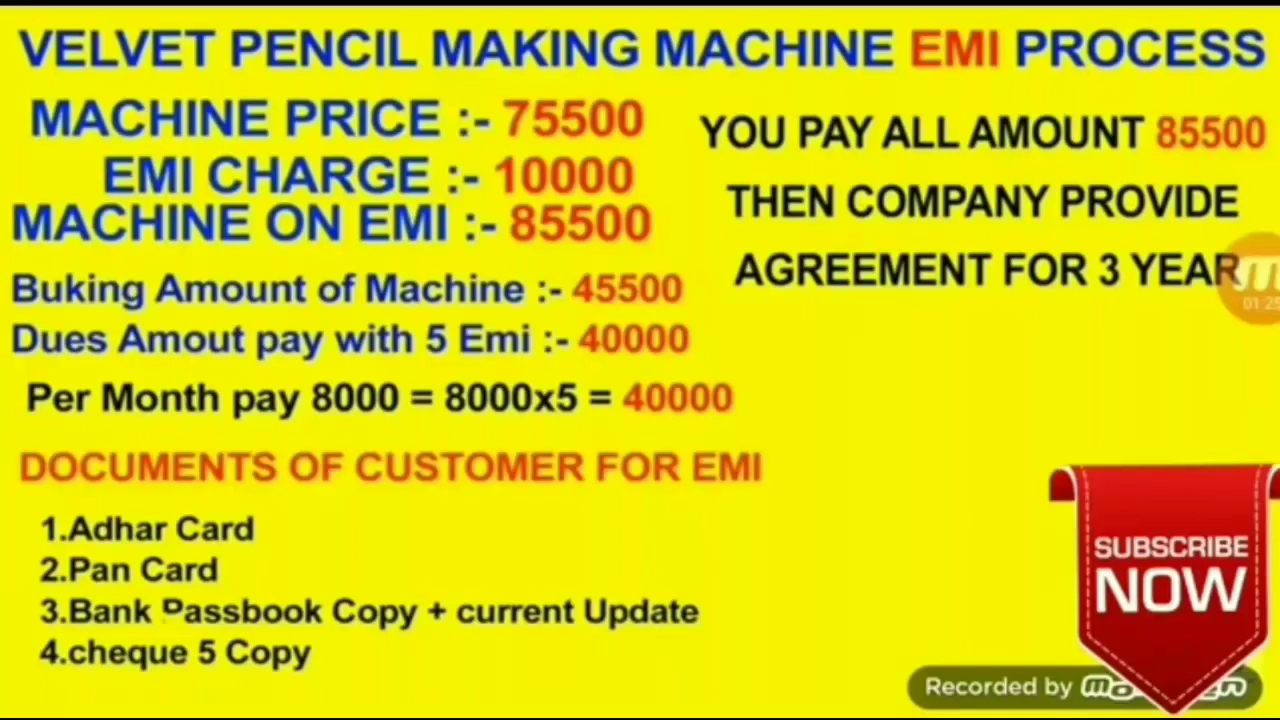 VELVET PENCIL MAKING MACHINE EMI PROCESS
MACHINE PRICE :- 75500
EMI CHARGE :- 10000
MACHINE ON EMI :- 85500
Buking Amount of Machine :- 45500
Dues Amout pay with 5 Emi :- 40000
Per Month pay 8000 = 8000x5 = 40000
YOU PAY ALL AMOUNT 85500
THEN COMPANY PROVIDE
AGREEMENT FOR 3 YEAR
DOCUMENTS OF CUSTOMER FOR EMI
1.Adhar Card
2.Pan Card
3.Bank Passbook Copy + current Update
4.cheque 5 Copy
SUBSCRIBE
NOW
Recorded by